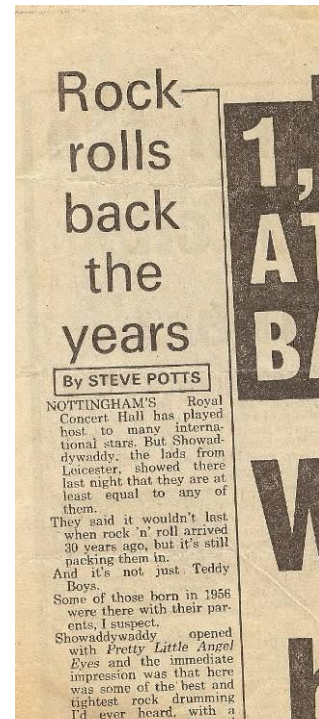 Rock
rolls
back
the
years
By STEVE POTTS
NOTTINGHAM'S Royal
Concert Hall has played
host to many interna-
tional stars. But Showad-
dywaddy, the lads from
Leicester, showed there
last night that they are at
least equal to any of
them.
They said it wouldn't last
when rock 'n' roll arrived
30 years ago, but it's still
packing them in.
And it's not just Teddy
Boys.
Some of those born in 1956
were there with their par-
ents, I suspect.
Showaddywaddy opened
with Pretty Little Angel
Eyes and the immediate
impression was that here
was some of the best and
tightest rock drumming
I'd ever heard, with a
1,
A
BA
W
h